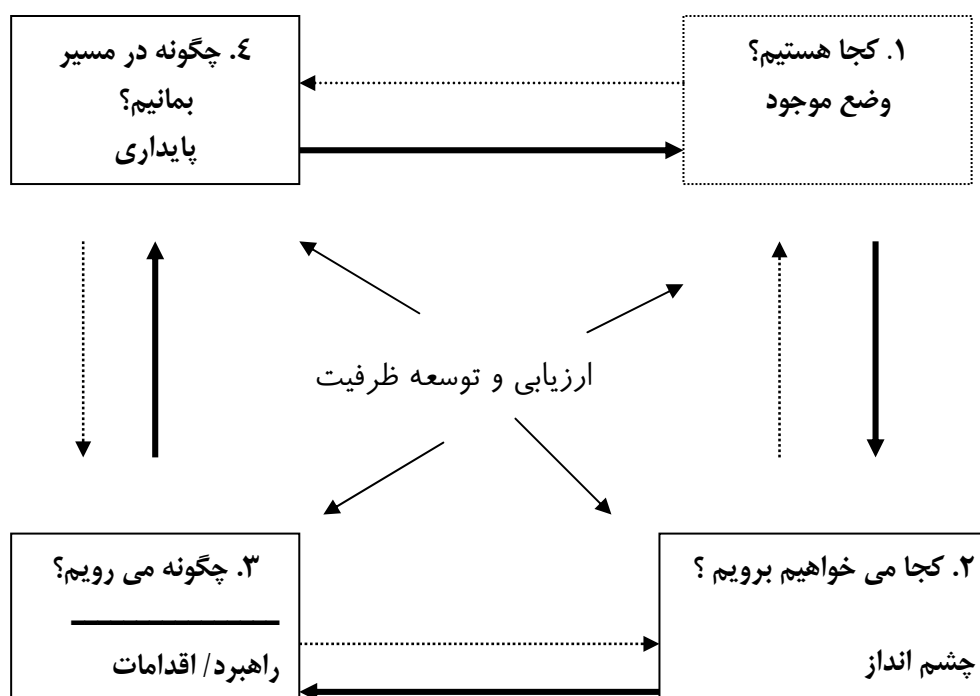 ۱. کجا هستیم؟
وضع موجود
٤. چگونه در مسیر
بمانیم؟
پایداری
ارزیابی و توسعه ظرفیت
۲. کجا می خواهیم برویم ؟
چشم انداز
۳. چگونه می رویم؟
راهبرد/ اقدامات